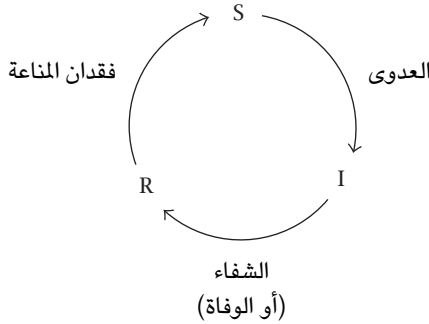 S
العدوى
فقدان المناعة
I
R
الشفاء
(أو الوفاة)